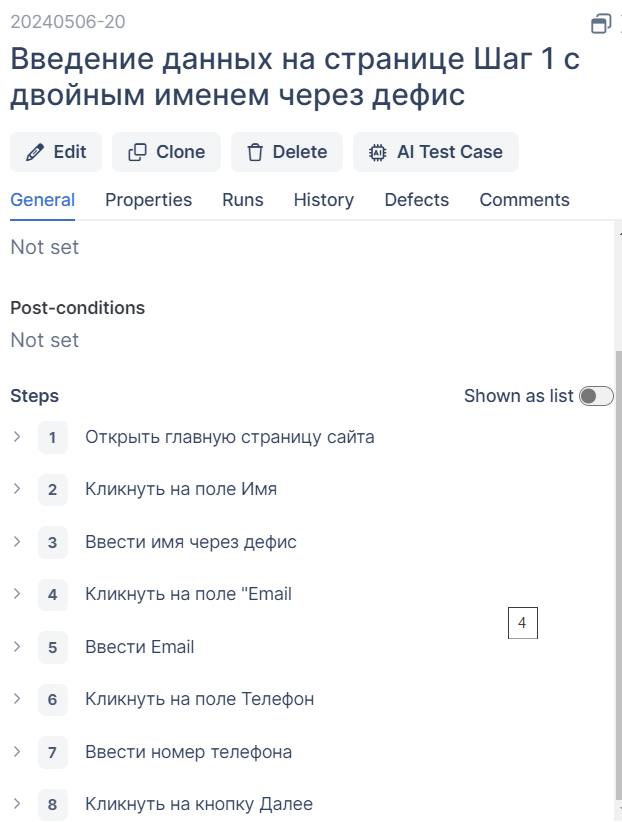 20240506-20
Введение данных на странице Шаг 1 с
двойным именем через дефис
Edit
Clone
Delete
AI Test Case
General
Properties
Runs
History
Defects
Comments
Not set
Post-conditions
Not set
Steps
Shown as list
1 Открыть главную страницу сайта
2 Кликнуть на поле Имя
3 Ввести имя через дефис
4 Кликнуть на поле "Email
4
5 Ввести Email
6 Кликнуть на поле Телефон
7 Ввести номер телефона
8 Кликнуть на кнопку Далее